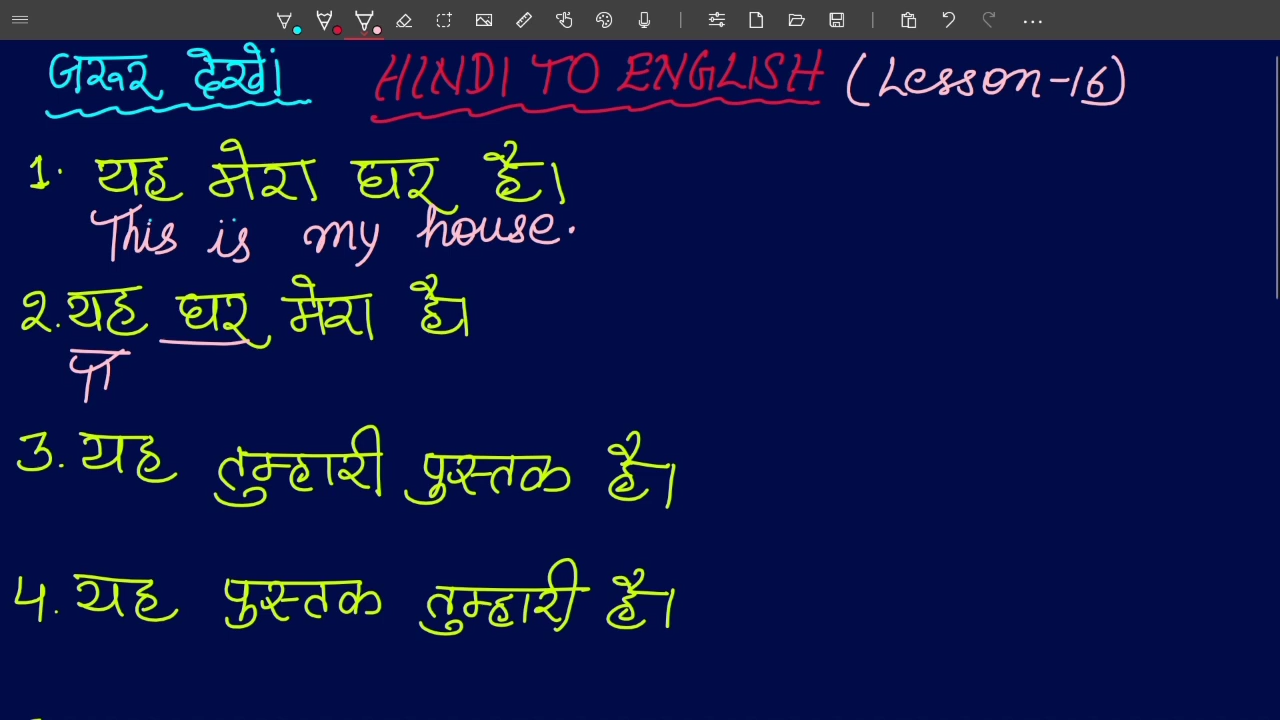 जरूर देखें। HINDI TO ENGLISH (Lesson-16)
1. यह मेरा घर है।
This is my house.
2. यह घर मेरा है।
3. यह तुम्हारी पुस्तक है।
4. यह पुस्तक तुम्हारी है।